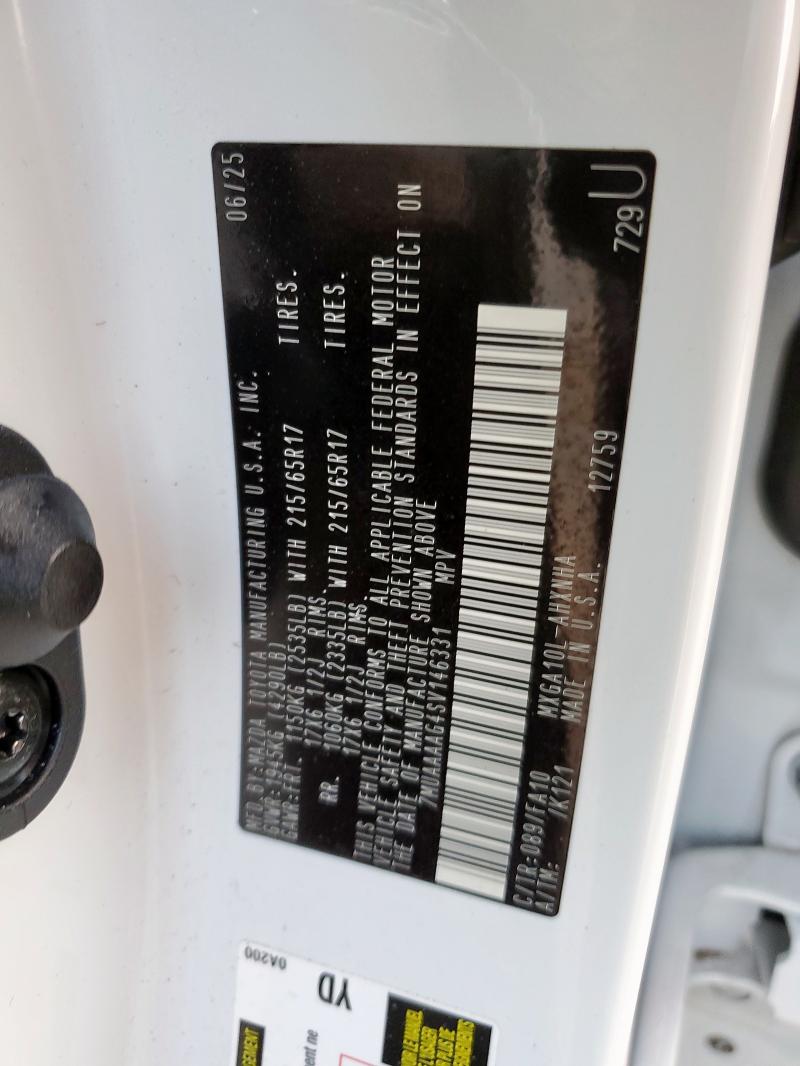 MFD. BY:MAZDA TOYOTA MANUFACTURING U.S.A. INC. 06/25
GVWR:1945KG (4290LB)
GAWR:FRT. 1150KG (2535LB) WITH 215/65R17 TIRES.
17X6 1/2J RIMS.
RR. 1060KG (2335LB) WITH 215/65R17 TIRES.
17X6 1/2J RIMS
THIS VEHICLE CONFORMS TO ALL APPLICABLE FEDERAL MOTOR
VEHICLE SAFETY AND THEFT PREVENTION STANDARDS IN EFFECT ON
THE DATE OF MANUFACTURE SHOWN ABOVE
7MUAAAAG4SV146331 MPV
C/TR:089/FA10 MXGA10L-AHXNHA
A/TM: /K121 MADE IN U.S.A. 12759
729U
0A200
YD